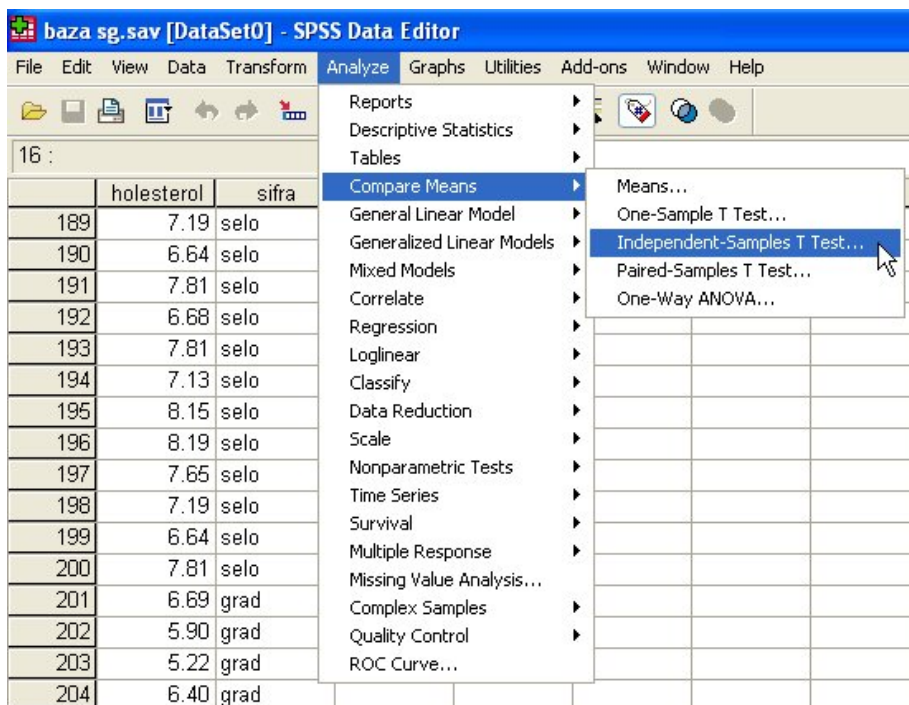 baza sg.sav [DataSet0] - SPSS Data Editor
File Edit View Data Transform Analyze Graphs Utilities Add-ons Window Help
16 :
holesterol sifra
189 7.19 selo
190 6.64 selo
191 7.81 selo
192 6.68 selo
193 7.81 selo
194 7.13 selo
195 8.15 selo
196 8.19 selo
197 7.65 selo
198 7.19 selo
199 6.64 selo
200 7.81 selo
201 6.69 grad
202 5.90 grad
203 5.22 grad
204 6.40 grad
Reports
Descriptive Statistics
Tables
Compare Means
General Linear Model
Generalized Linear Models
Mixed Models
Correlate
Regression
Loglinear
Classify
Data Reduction
Scale
Nonparametric Tests
Time Series
Survival
Multiple Response
Missing Value Analysis...
Complex Samples
Quality Control
ROC Curve...
Means...
One-Sample T Test...
Independent-Samples T Test...
Paired-Samples T Test...
One-Way ANOVA...